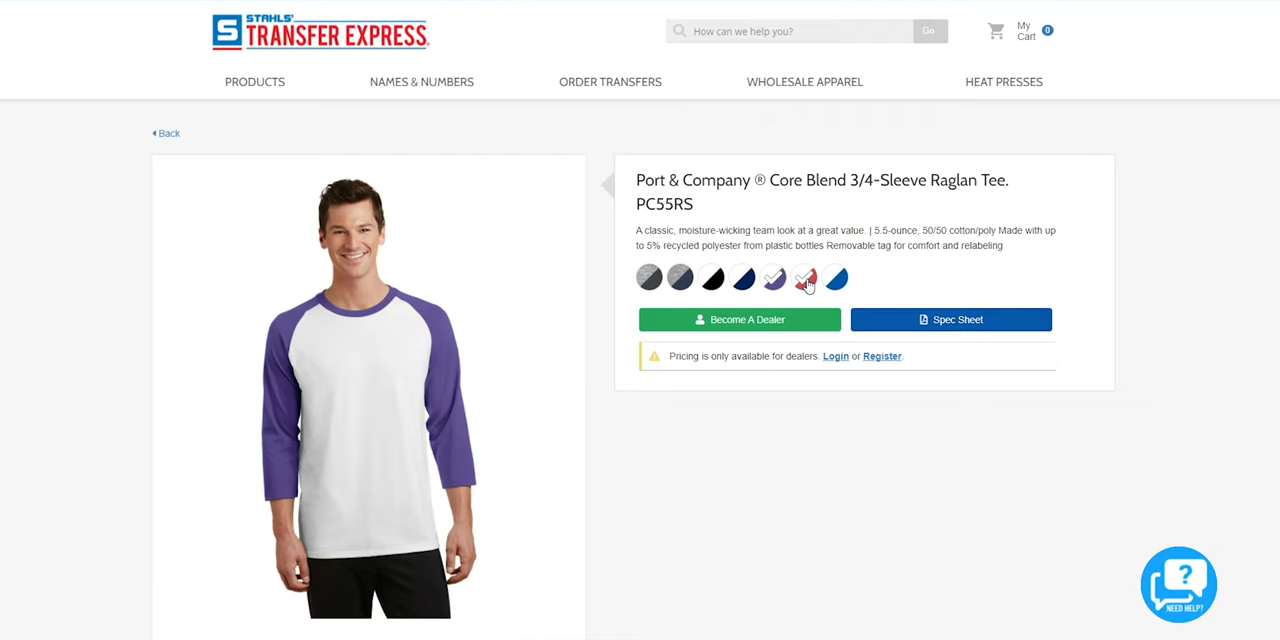 STAHLS'
TRANSFER EXPRESS®
How can we help you?
Go
My
Cart
0
PRODUCTS
NAMES & NUMBERS
ORDER TRANSFERS
WHOLESALE APPAREL
HEAT PRESSES
Back
Port & Company ® Core Blend 3/4-Sleeve Raglan Tee.
PC55RS
A classic, moisture-wicking team look at a great value. | 5.5-ounce, 50/50 cotton/poly Made with up
to 5% recycled polyester from plastic bottles Removable tag for comfort and relabeling
Become A Dealer
Spec Sheet
Pricing is only available for dealers. Login or Register.
?
NEED HELP?